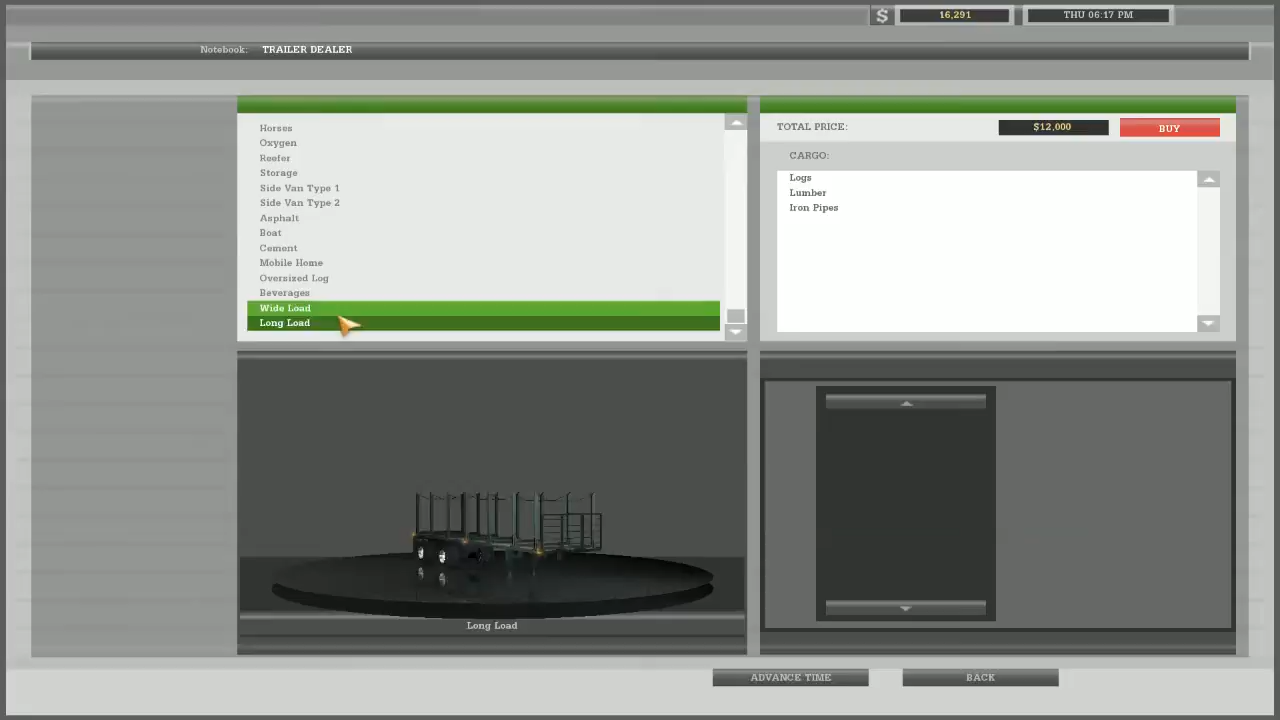 $ 16,291 THU 06:17 PM
Notebook: TRAILER DEALER
Horses
Oxygen
Reefer
Storage
Side Van Type 1
Side Van Type 2
Asphalt
Boat
Cement
Mobile Home
Oversized Log
Beverages
Wide Load
Long Load
TOTAL PRICE: $12,000 BUY
CARGO:
Logs
Lumber
Iron Pipes
Long Load
ADVANCE TIME BACK